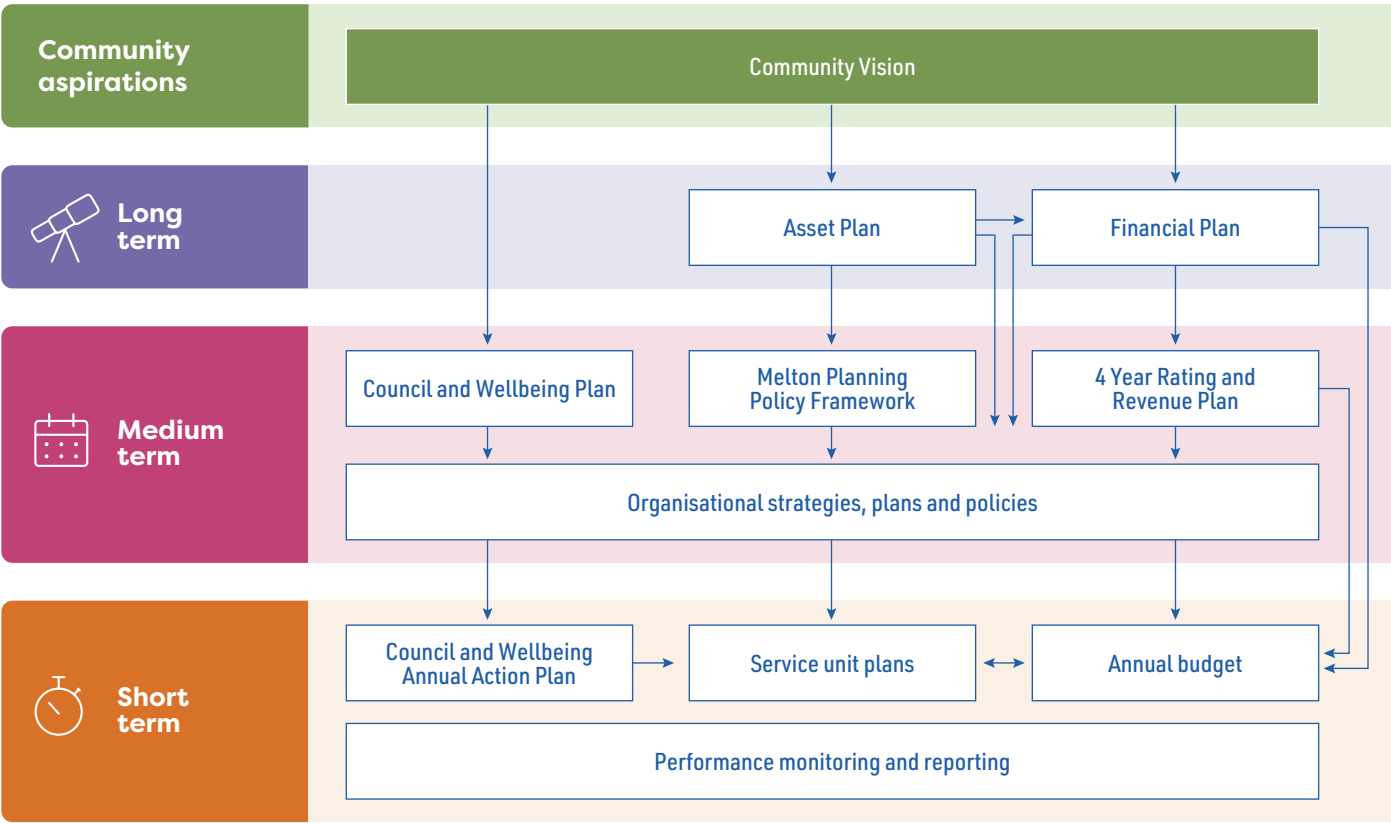 Community
aspirations
Community Vision
Long
term
Asset Plan
Financial Plan
Medium
term
Council and Wellbeing Plan
Melton Planning
Policy Framework
4 Year Rating and
Revenue Plan
Organisational strategies, plans and policies
Short
term
Council and Wellbeing
Annual Action Plan
Service unit plans
Annual budget
Performance monitoring and reporting